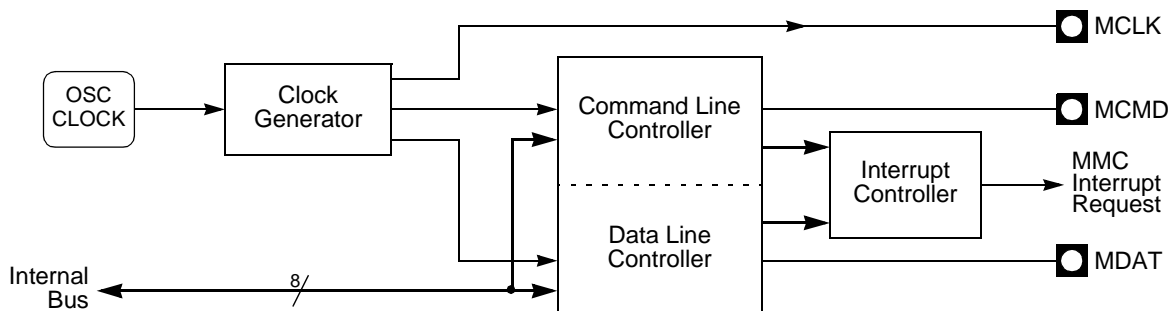 MCLK
OSC
CLOCK
Clock
Generator
Command Line
Controller
MCMD
Interrupt
Controller
MMC
Interrupt
Request
Data Line
Controller
MDAT
Internal
Bus
8